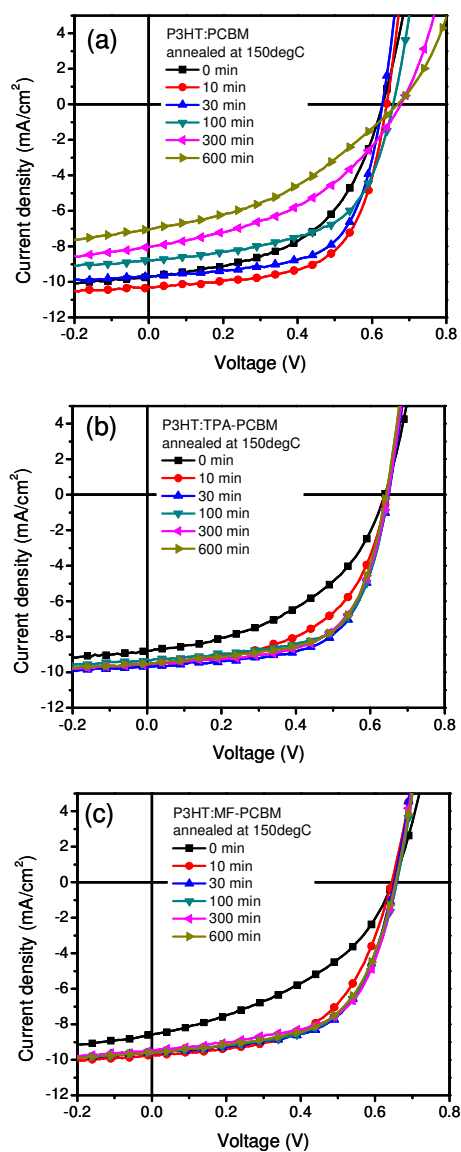 (a)
P3HT:PCBM
annealed at 150degC
0 min
10 min
30 min
100 min
300 min
600 min
4
2
0
-2
-4
-6
-8
-10
-12
Current density (mA/cm²)
-0.2 0.0 0.2 0.4 0.6 0.8
Voltage (V)
(b)
P3HT:TPA-PCBM
annealed at 150degC
0 min
10 min
30 min
100 min
300 min
600 min
4
2
0
-2
-4
-6
-8
-10
-12
Current density (mA/cm²)
-0.2 0.0 0.2 0.4 0.6 0.8
Voltage (V)
(c)
P3HT:MF-PCBM
annealed at 150degC
0 min
10 min
30 min
100 min
300 min
600 min
4
2
0
-2
-4
-6
-8
-10
-12
Current density (mA/cm²)
-0.2 0.0 0.2 0.4 0.6 0.8
Voltage (V)